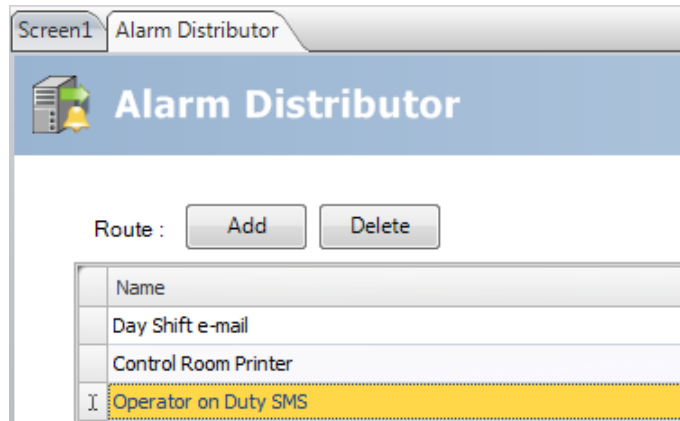 Screen1 Alarm Distributor
Alarm Distributor
Route : Add Delete
Name
Day Shift e-mail
Control Room Printer
Operator on Duty SMS